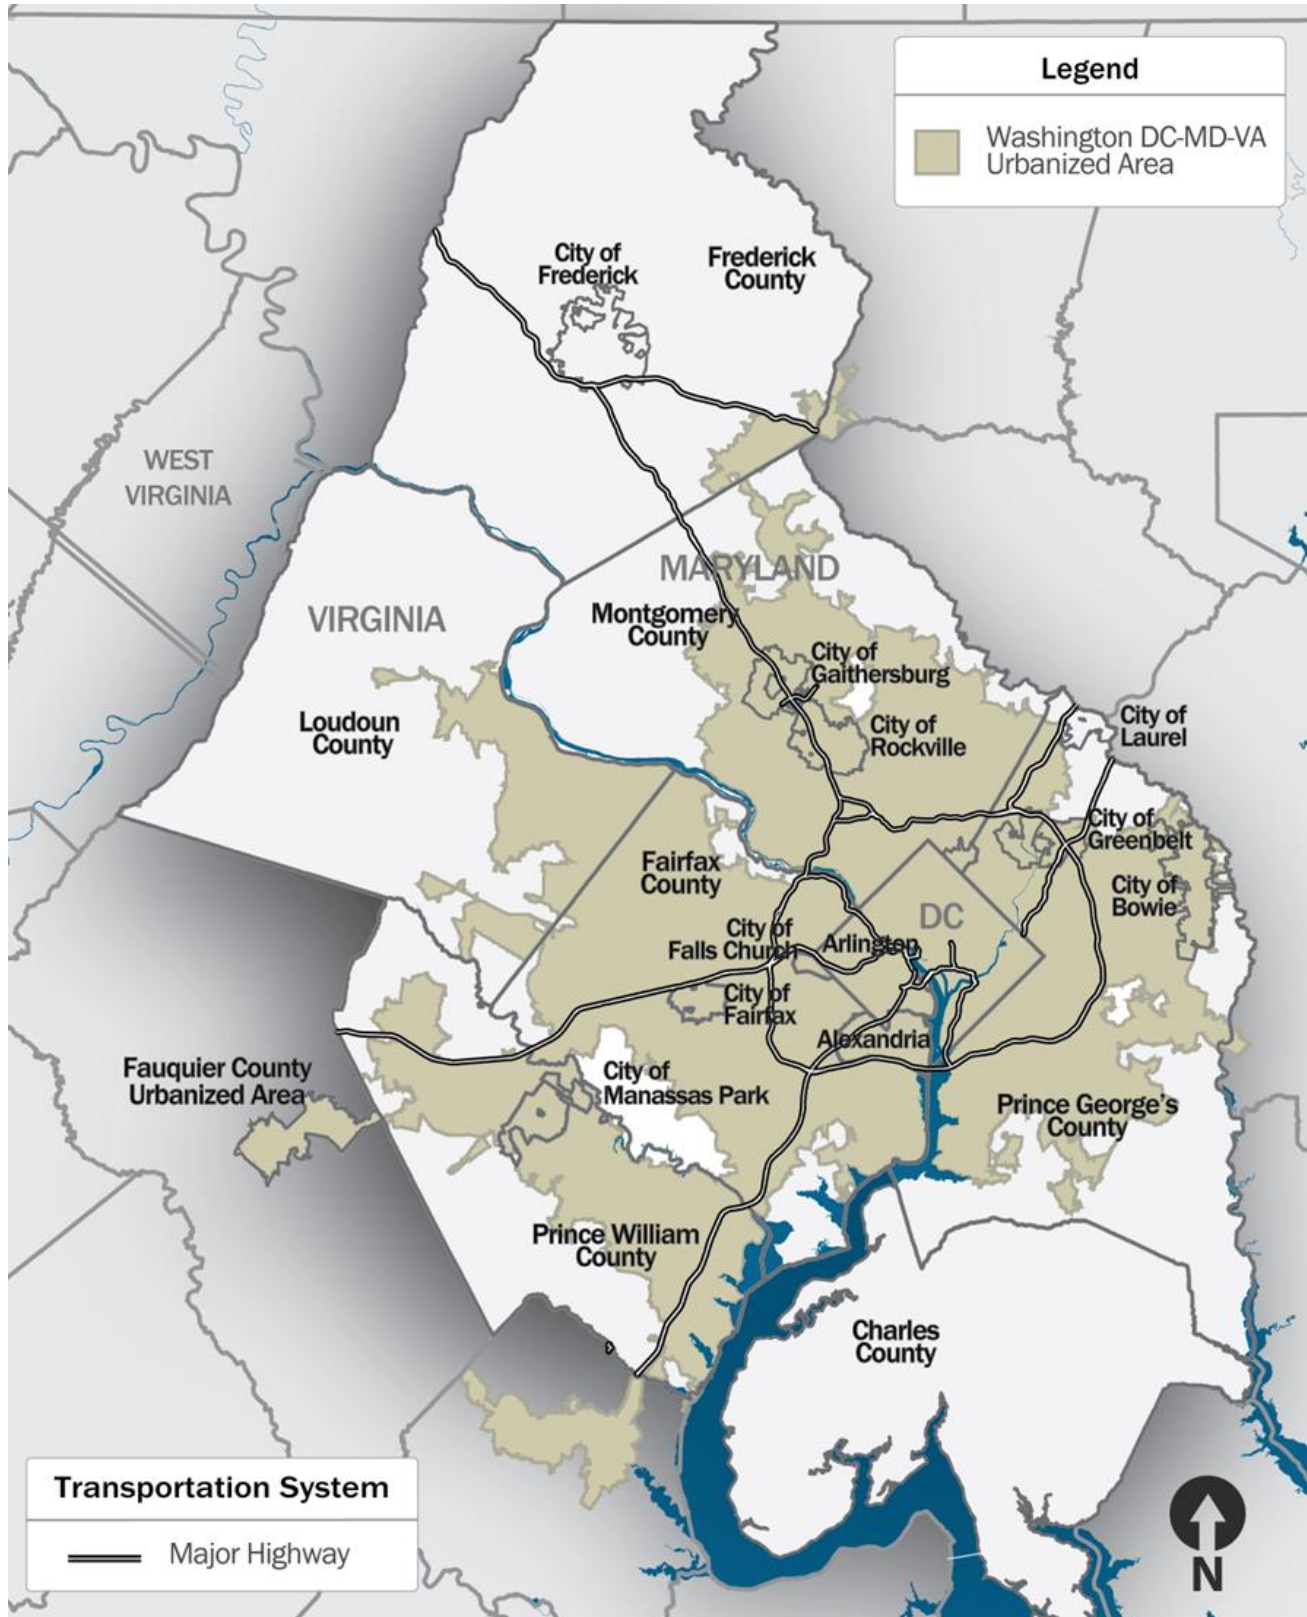 Legend
Washington DC-MD-VA
Urbanized Area
City of
Frederick
Frederick
County
WEST
VIRGINIA
MARYLAND
VIRGINIA
Montgomery
County
City of
Gaithersburg
City of
Rockville
City of
Laurel
Loudoun
County
City of
Greenbelt
Fairfax
County
City of
Bowie
DC
City of
Falls Church
Arlington
City of
Fairfax
Alexandria
Fauquier County
Urbanized Area
City of
Manassas Park
Prince George's
County
Prince William
County
Charles
County
Transportation System
Major Highway
N